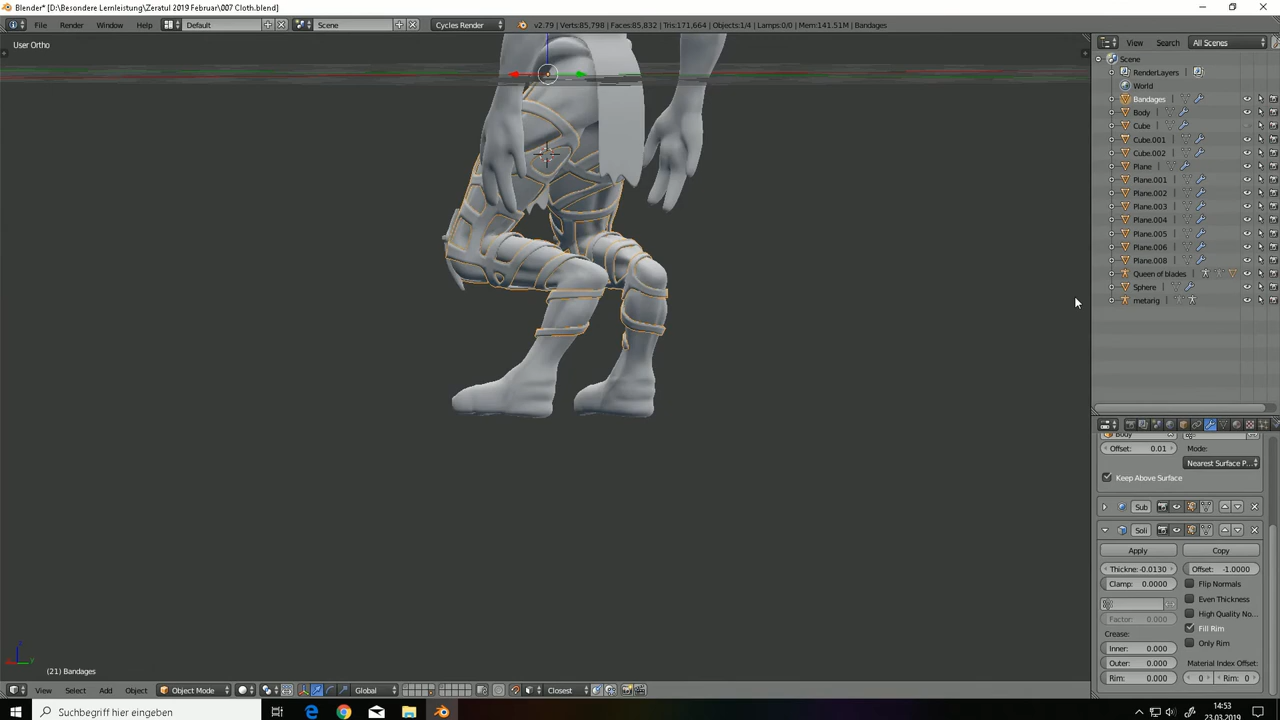 Blender* [D:\Besondere Lernleistung\Zeratul 2019 Februar\007 Cloth.blend]
File Render Window Help Default Scene Cycles Render v2.79 | Verts:85,798 | Faces:85,832 | Tris:171,664 | Objects:1/4 | Lamps:0/0 | Mem:141.51M | Bandages
User Ortho
View Search All Scenes
Scene
RenderLayers
World
Bandages
Body
Cube
Cube.001
Cube.002
Plane
Plane.001
Plane.002
Plane.003
Plane.004
Plane.005
Plane.006
Plane.008
Queen of blades
Sphere
metarig
Body
Offset: 0.01 Mode:
Nearest Surface P...
Keep Above Surface
Sub
Soli
Apply Copy
Thickne:-0.0130 Offset: -1.0000
Clamp: 0.0000 Flip Normals
Even Thickness
High Quality No...
Factor: 0.000 Fill Rim
Crease: Only Rim
Inner: 0.000
Outer: 0.000 Material Index Offset:
Rim: 0.000 0 Rim: 0
(21) Bandages
View Select Add Object Object Mode Global Closest
Suchbegriff hier eingeben
14:53
23.03.2019